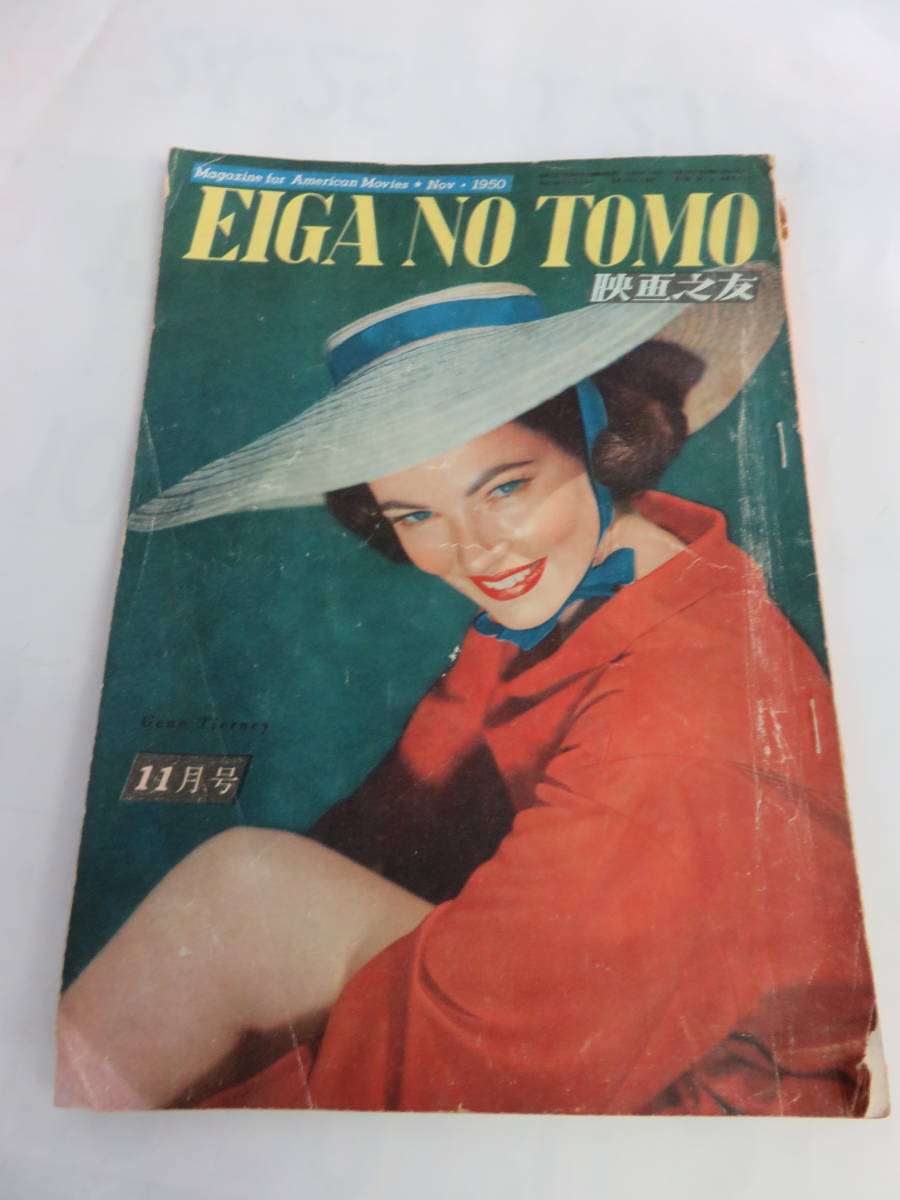 Magazine for American Movies ★ Nov · 1950
EIGA NO TOMO
映画之友
Gene Tierney
11月号